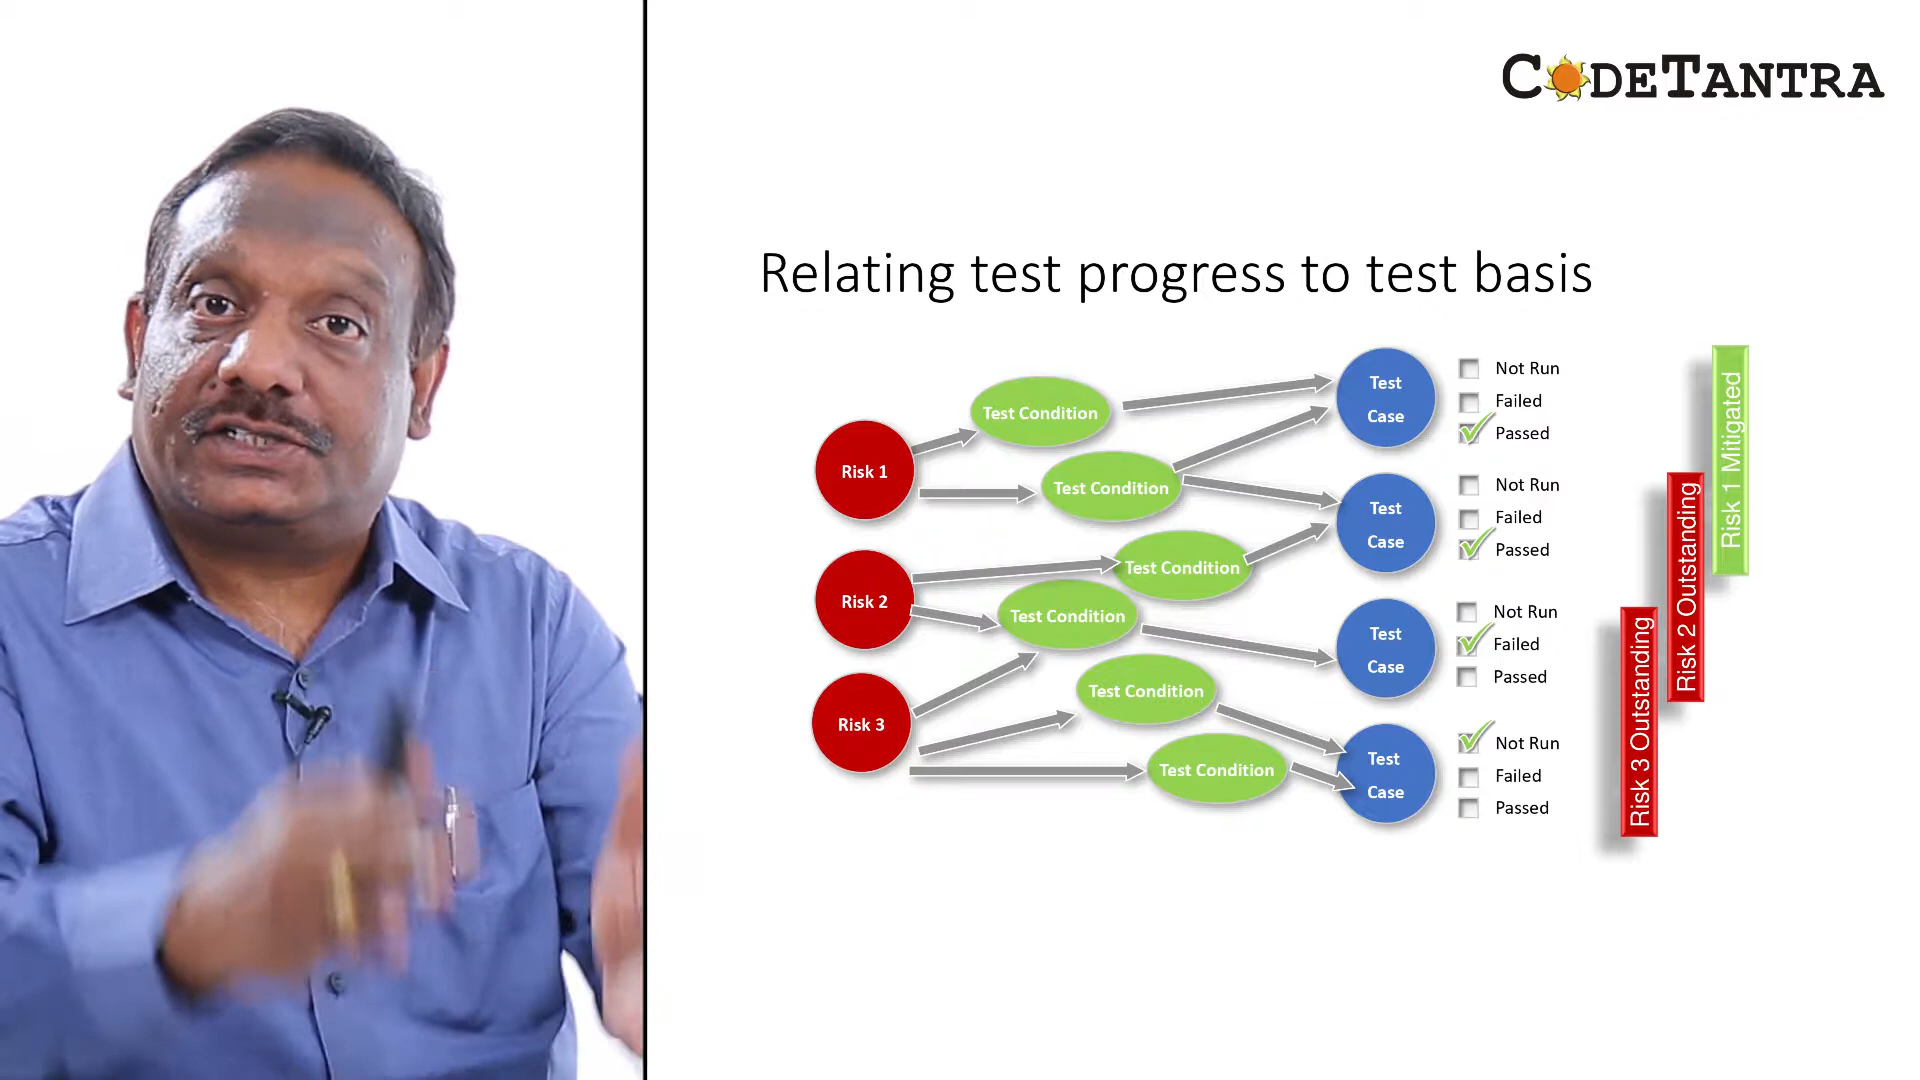 CODETANTRA
Relating test progress to test basis
Risk 1
Risk 2
Risk 3
Test Condition
Test Condition
Test Condition
Test Condition
Test Condition
Test Condition
Test
Case
Not Run
Failed
Passed
Test
Case
Not Run
Failed
Passed
Test
Case
Not Run
Failed
Passed
Test
Case
Not Run
Failed
Passed
Risk 3 Outstanding
Risk 2 Outstanding
Risk 1 Mitigated